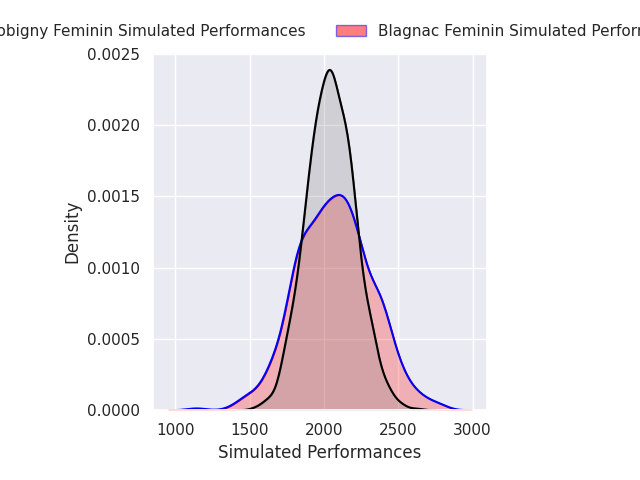 obigny Feminin Simulated Performances
Blagnac Feminin Simulated Perfor
0.0025
0.0020
0.0015
0.0010
0.0005
0.0000
Density
1000 1500 2000 2500 3000
Simulated Performances